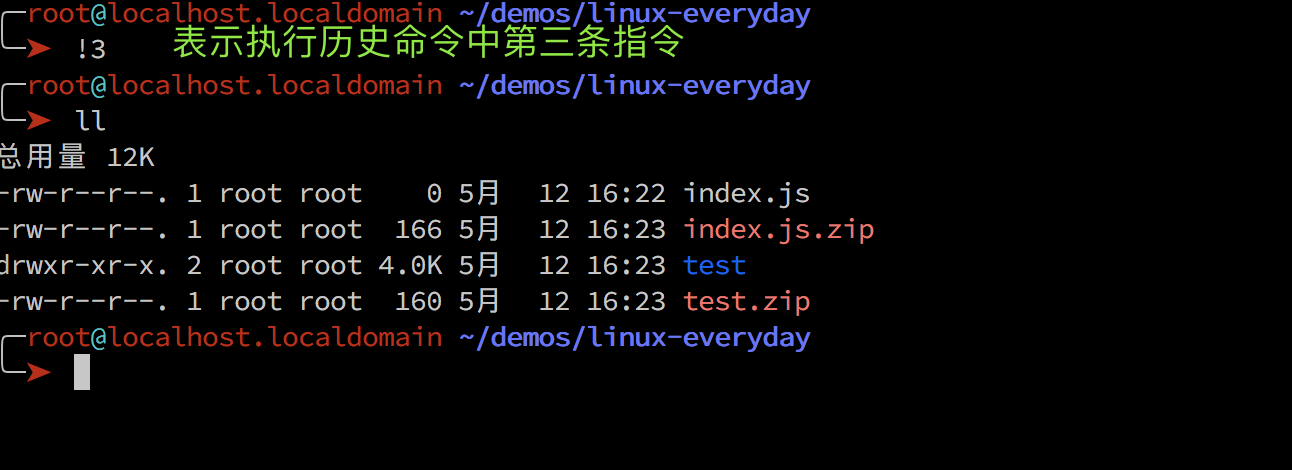 root@localhost.localdomain ~/demos/linux-everyday
!3 表示执行历史命令中第三条指令
root@localhost.localdomain ~/demos/linux-everyday
ll
总用量 12K
-rw-r--r--. 1 root root    0 5月  12 16:22 index.js
-rw-r--r--. 1 root root  166 5月  12 16:23 index.js.zip
drwxr-xr-x. 2 root root 4.0K 5月  12 16:23 test
-rw-r--r--. 1 root root  160 5月  12 16:23 test.zip
root@localhost.localdomain ~/demos/linux-everyday